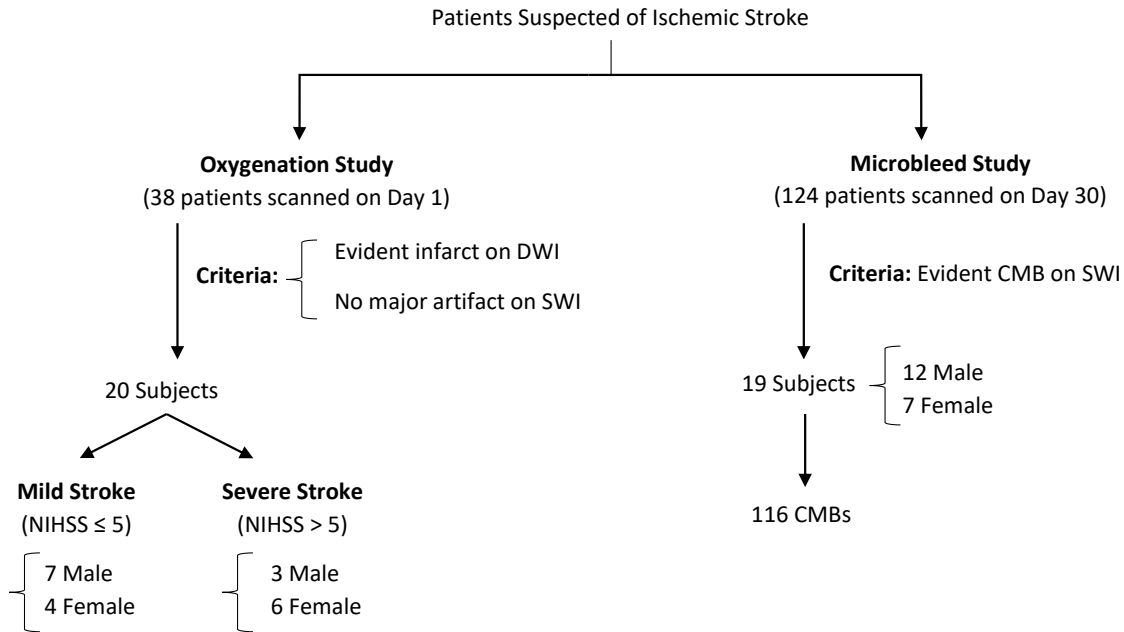 Patients Suspected of Ischemic Stroke
Oxygenation Study
(38 patients scanned on Day 1)
Criteria:
Evident infarct on DWI
No major artifact on SWI
20 Subjects
Mild Stroke
(NIHSS ≤ 5)
7 Male
4 Female
Severe Stroke
(NIHSS > 5)
3 Male
6 Female
Microbleed Study
(124 patients scanned on Day 30)
Criteria: Evident CMB on SWI
19 Subjects
12 Male
7 Female
116 CMBs